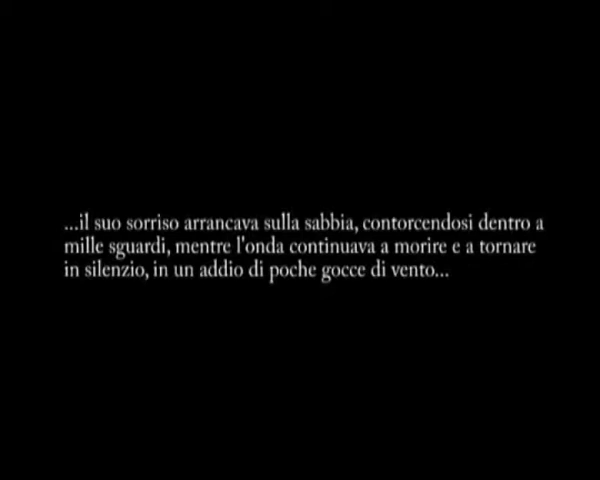 ...il suo sorriso arrancava sulla sabbia, contorcendosi dentro a
mille sguardi, mentre l'onda continuava a morire e a tornare
in silenzio, in un addio di poche gocce di vento...